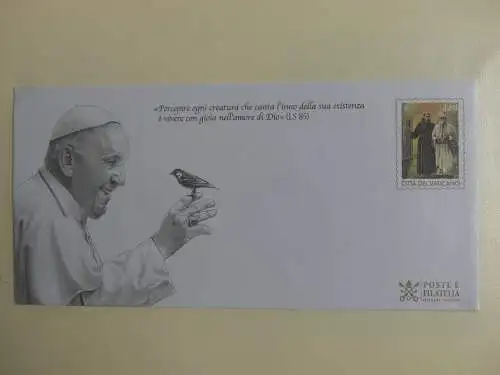 «Percepire ogni creatura che canta l'inno della sua esistenza
è vivere con gioia nell'amore di Dio» (LS 85)
CITTÀ DEL VATICANO
POSTE E
FILATELIA